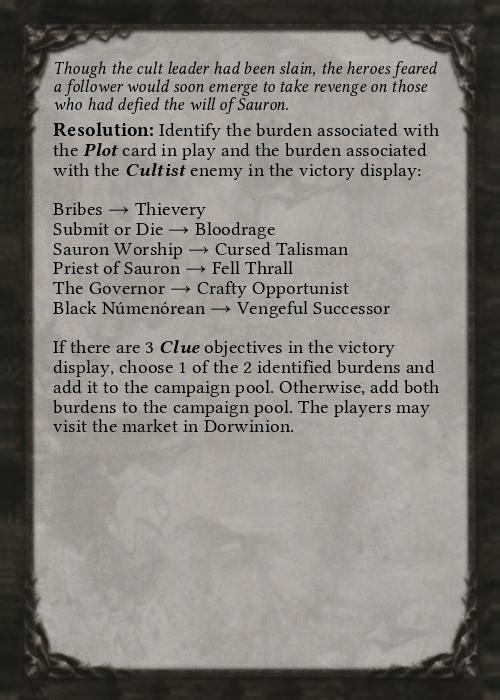 Though the cult leader had been slain, the heroes feared
a follower would soon emerge to take revenge on those
who had defied the will of Sauron.
Resolution: Identify the burden associated with
the Plot card in play and the burden associated
with the Cultist enemy in the victory display:
Bribes → Thievery
Submit or Die → Bloodrage
Sauron Worship → Cursed Talisman
Priest of Sauron → Fell Thrall
The Governor → Crafty Opportunist
Black Númenórean → Vengeful Successor
If there are 3 Clue objectives in the victory
display, choose 1 of the 2 identified burdens and
add it to the campaign pool. Otherwise, add both
burdens to the campaign pool. The players may
visit the market in Dorwinion.